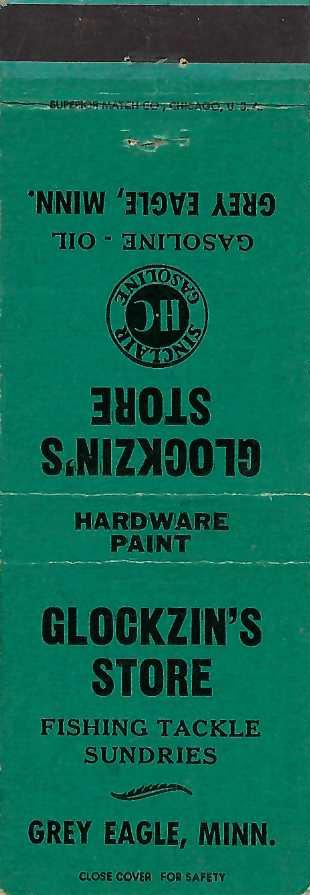 SUPERIOR MATCH CO., CHICAGO, U.S.A.
GLOCKZIN'S
STORE
SINCLAIR
H-C
GASOLINE
GASOLINE - OIL
GREY EAGLE, MINN.
HARDWARE
PAINT
GLOCKZIN'S
STORE
FISHING TACKLE
SUNDRIES
GREY EAGLE, MINN.
CLOSE COVER FOR SAFETY